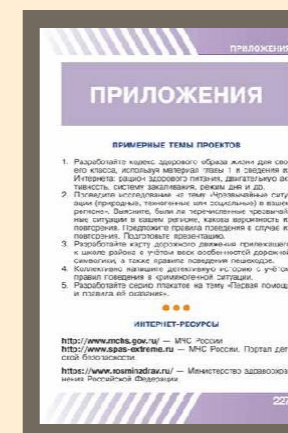 ПРИЛОЖЕНИЯ
ПРИЛОЖЕНИЯ
ПРИМЕРНЫЕ ТЕМЫ ПРОЕКТОВ
1. Разработайте кодекс здорового образа жизни для сво
его класса, используя материал главы 1 и сведения и
Интернета: рацион здорового питания, двигательную ак
тивность, систему закаливания, режим дня и др.
2. Проведите исследование на тему «Чрезвычайные ситу
ации (природные, техногенные или социальные) в вашем
регионе». Выясните, были ли перечисленные чрезвычай
ные ситуации в вашем регионе, какова вероятность их
повторения. Предложите правила поведения в случае их
повторения. Подготовьте презентацию.
3. Разработайте карту дорожного движения прилежащего
к школе района с учётом всех особенностей дорожной
символики, а также правила поведения пешеходов.
4. Коллективно напишите детективную историю с учётом
правил поведения в криминогенной ситуации.
5. Разработайте серию плакатов на тему «Первая помощь
и правила её оказания».
ИНТЕРНЕТ-РЕСУРСЫ
http://www.mchs.gov.ru/ — МЧС России
http://www.spas-extreme.ru — МЧС России. Портал дет
ской безопасности.
https://www.rosminzdrav.ru/ — Министерство здравоохра
нения Российской Федерации
227